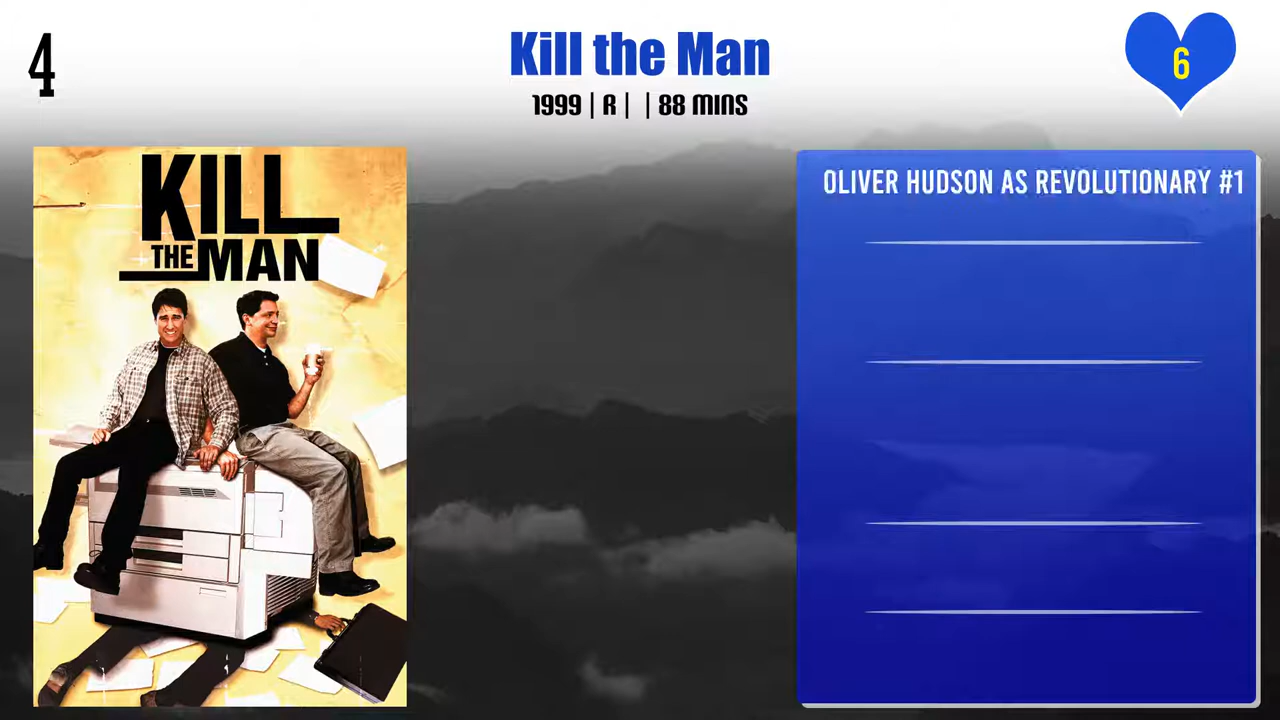 4
Kill the Man
1999 | R | | 88 MINS
6
KILL
THE MAN
OLIVER HUDSON AS REVOLUTIONARY #1